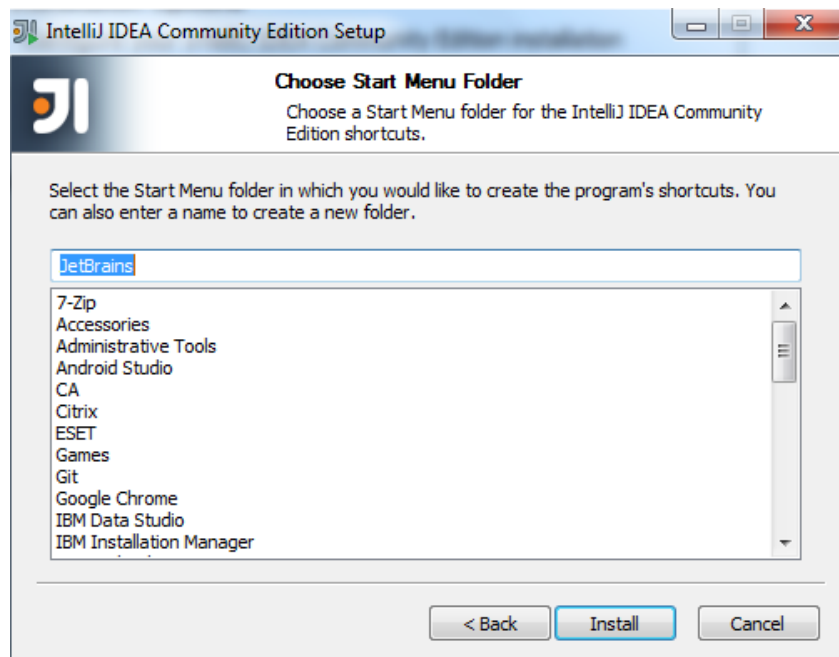 IntelliJ IDEA Community Edition Setup
Choose Start Menu Folder
Choose a Start Menu folder for the IntelliJ IDEA Community
Edition shortcuts.
Select the Start Menu folder in which you would like to create the program's shortcuts. You
can also enter a name to create a new folder.
JetBrains
7-Zip
Accessories
Administrative Tools
Android Studio
CA
Citrix
ESET
Games
Git
Google Chrome
IBM Data Studio
IBM Installation Manager
< Back
Install
Cancel